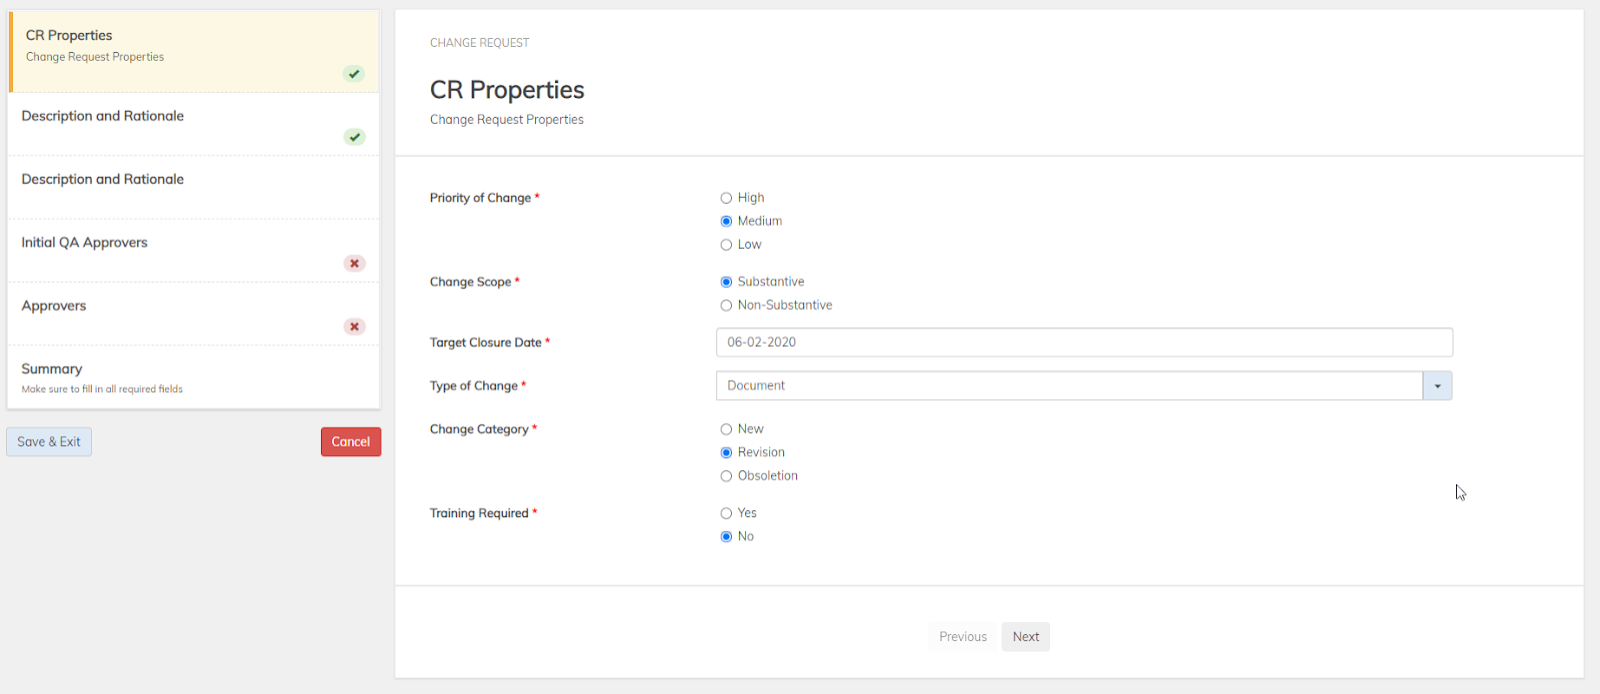 CR Properties
Change Request Properties
Description and Rationale
Description and Rationale
Initial QA Approvers
Approvers
Summary
Make sure to fill in all required fields
Save & Exit
Cancel
CHANGE REQUEST
CR Properties
Change Request Properties
Priority of Change *
High
Medium
Low
Change Scope *
Substantive
Non-Substantive
Target Closure Date *
06-02-2020
Type of Change *
Document
Change Category *
New
Revision
Obsoletion
Training Required *
Yes
No
Previous
Next